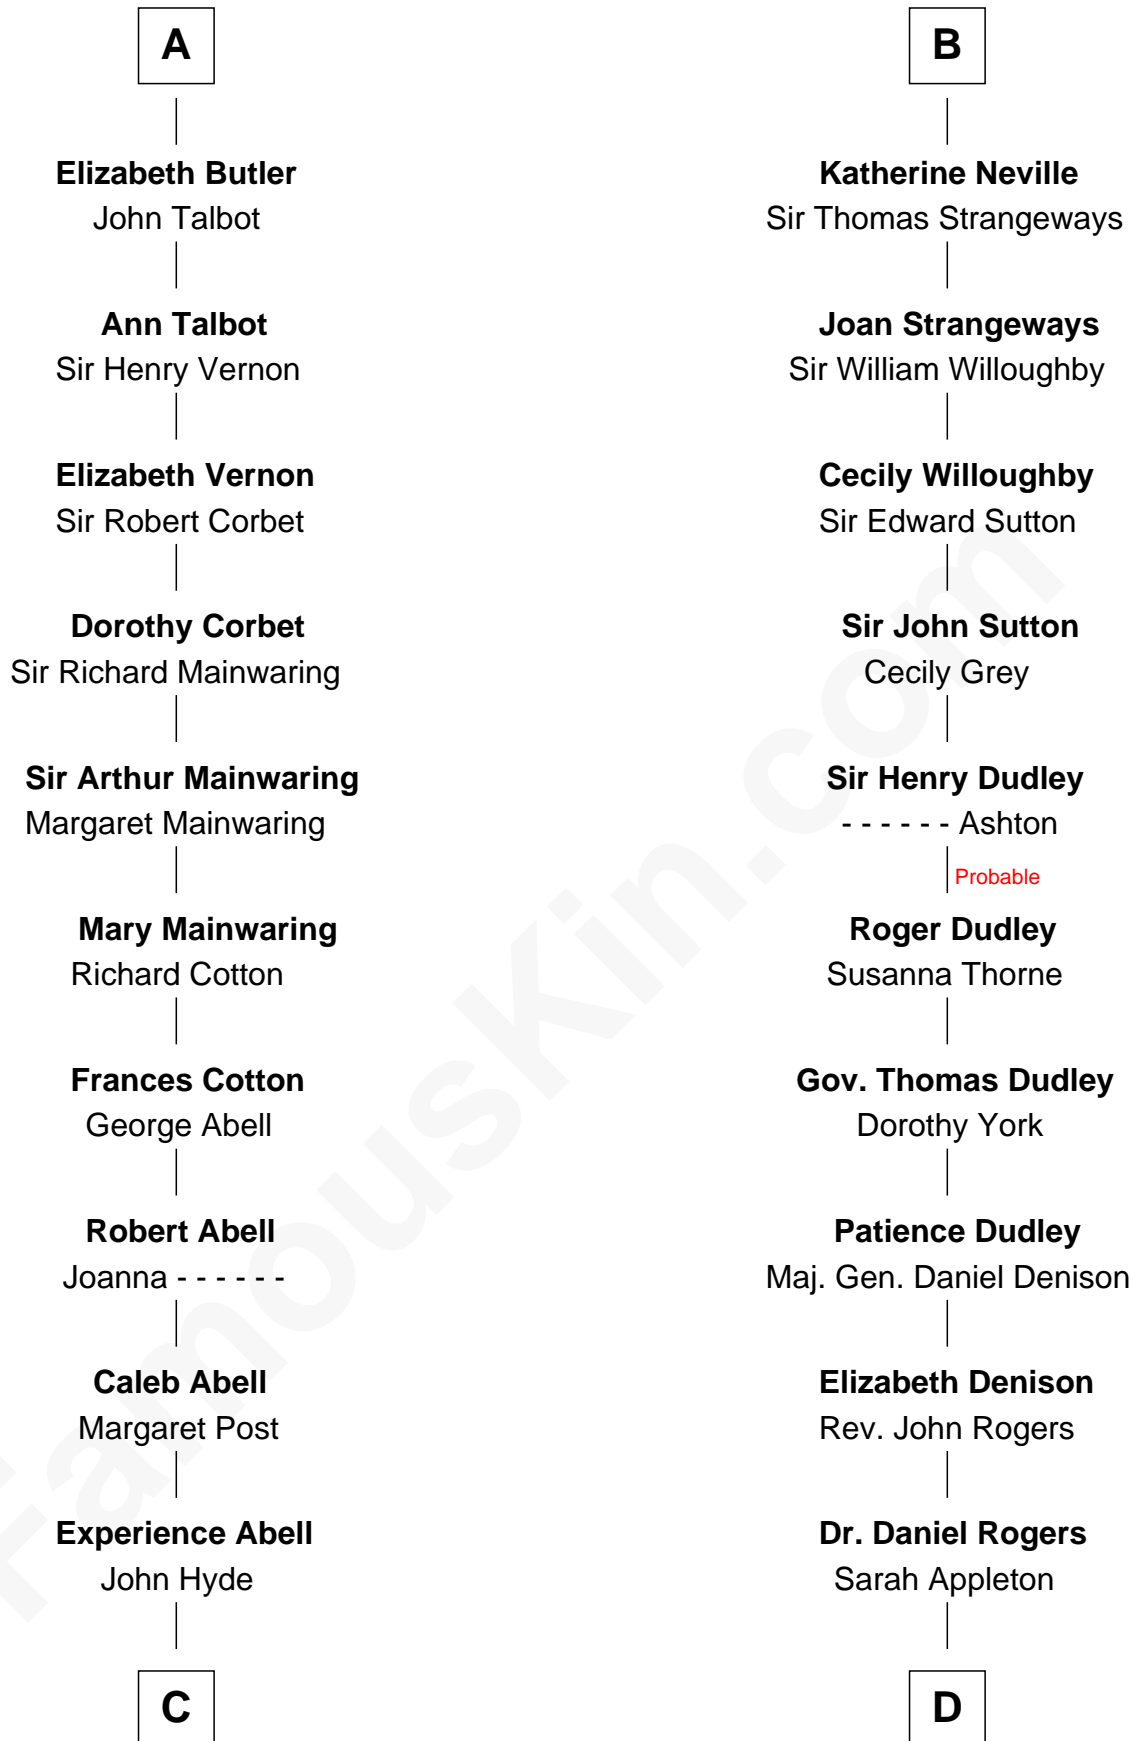 A
Elizabeth Butler
John Talbot
Ann Talbot
Sir Henry Vernon
Elizabeth Vernon
Sir Robert Corbet
Dorothy Corbet
Sir Richard Mainwaring
Sir Arthur Mainwaring
Margaret Mainwaring
Mary Mainwaring
Richard Cotton
Frances Cotton
George Abell
Robert Abell
Joanna - - - - - -
Caleb Abell
Margaret Post
Experience Abell
John Hyde
C
B
Katherine Neville
Sir Thomas Strangeways
Joan Strangeways
Sir William Willoughby
Cecily Willoughby
Sir Edward Sutton
Sir John Sutton
Cecily Grey
Sir Henry Dudley
- - - - - - Ashton
Probable
Roger Dudley
Susanna Thorne
Gov. Thomas Dudley
Dorothy York
Patience Dudley
Maj. Gen. Daniel Denison
Elizabeth Denison
Rev. John Rogers
Dr. Daniel Rogers
Sarah Appleton
D
FamousKin.com